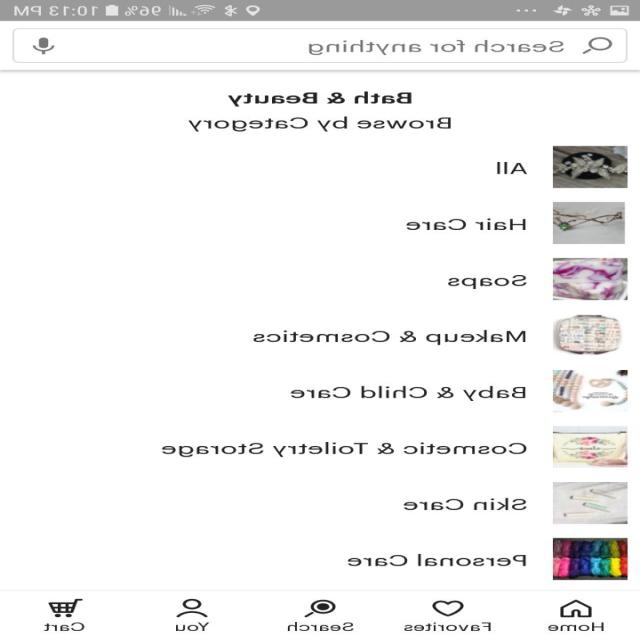 96% 10:13 PM
Search for anything
Bath & Beauty
Browse by Category
All
Hair Care
Soaps
Makeup & Cosmetics
Baby & Child Care
Cosmetic & Toiletry Storage
Skin Care
Personal Care
Home Favorites Search You Cart